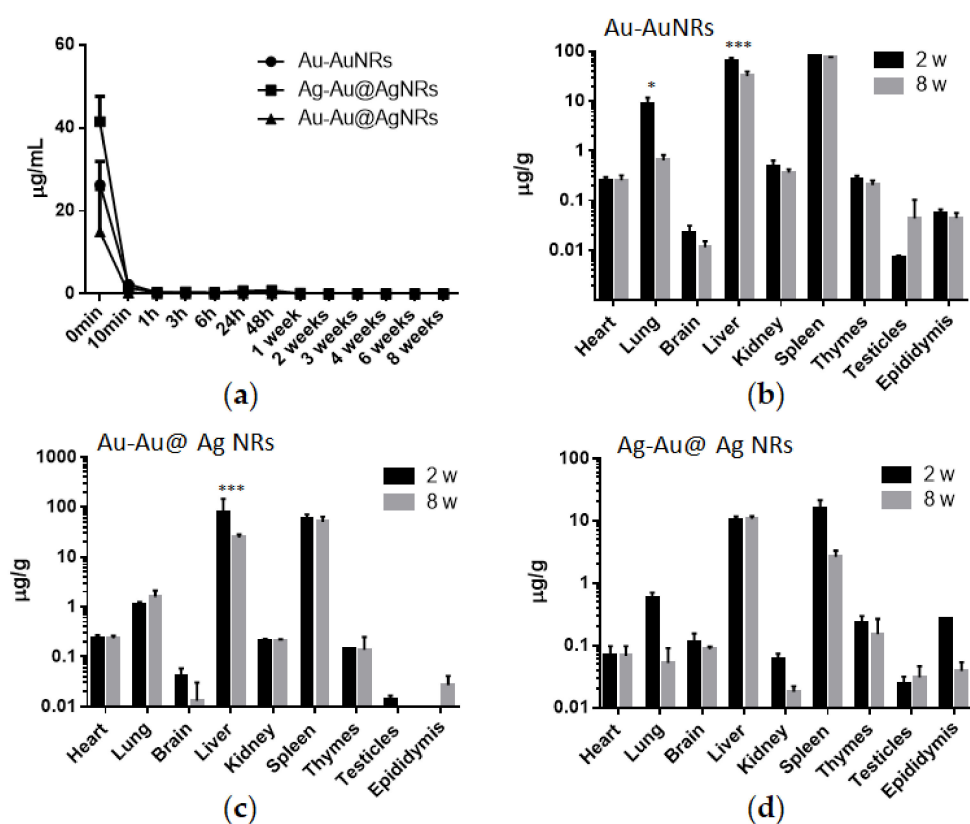 60
40
20
0
µg/mL
Au-AuNRs
Ag-Au@AgNRs
Au-Au@AgNRs
0min
10min
1h
3h
6h
24h
48h
1 week
2 weeks
3 weeks
4 weeks
6 weeks
8 weeks
(a)
Au-AuNRs
100
10
1
0.1
0.01
µg/g
*
***
2 w
8 w
Heart
Lung
Brain
Liver
Kidney
Spleen
Thymes
Testicles
Epididymis
(b)
Au-Au@ Ag NRs
1000
100
10
1
0.1
0.01
µg/g
***
2 w
8 w
Heart
Lung
Brain
Liver
Kidney
Spleen
Thymes
Testicles
Epididymis
(c)
Ag-Au@ Ag NRs
100
10
1
0.1
0.01
µg/g
2 w
8 w
Heart
Lung
Brain
Liver
Kidney
Spleen
Thymes
Testicles
Epididymis
(d)